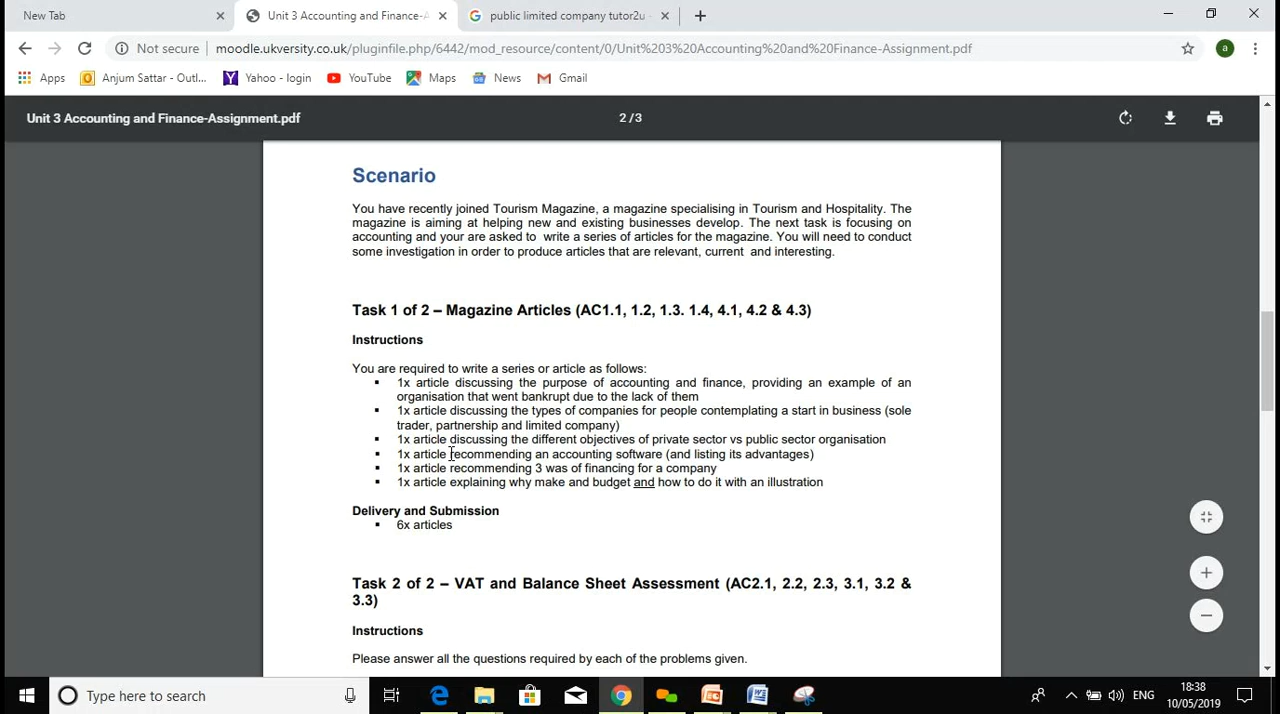 New Tab
Unit 3 Accounting and Finance-A
public limited company tutor2u -
Not secure
moodle.ukversity.co.uk/pluginfile.php/6442/mod_resource/content/0/Unit%203%20Accounting%20and%20Finance-Assignment.pdf
a
Apps
Anjum Sattar - Outl...
Yahoo - login
YouTube
Maps
News
Gmail
Unit 3 Accounting and Finance-Assignment.pdf
2 / 3
Scenario
You have recently joined Tourism Magazine, a magazine specialising in Tourism and Hospitality. The
magazine is aiming at helping new and existing businesses develop. The next task is focusing on
accounting and your are asked to write a series of articles for the magazine. You will need to conduct
some investigation in order to produce articles that are relevant, current and interesting.
Task 1 of 2 – Magazine Articles (AC1.1, 1.2, 1.3. 1.4, 4.1, 4.2 & 4.3)
Instructions
You are required to write a series or article as follows:
▪ 1x article discussing the purpose of accounting and finance, providing an example of an
organisation that went bankrupt due to the lack of them
▪ 1x article discussing the types of companies for people contemplating a start in business (sole
trader, partnership and limited company)
▪ 1x article discussing the different objectives of private sector vs public sector organisation
▪ 1x article recommending an accounting software (and listing its advantages)
▪ 1x article recommending 3 was of financing for a company
▪ 1x article explaining why make and budget and how to do it with an illustration
Delivery and Submission
▪ 6x articles
Task 2 of 2 – VAT and Balance Sheet Assessment (AC2.1, 2.2, 2.3, 3.1, 3.2 &
3.3)
Instructions
Please answer all the questions required by each of the problems given.
Type here to search
ENG
18:38
10/05/2019